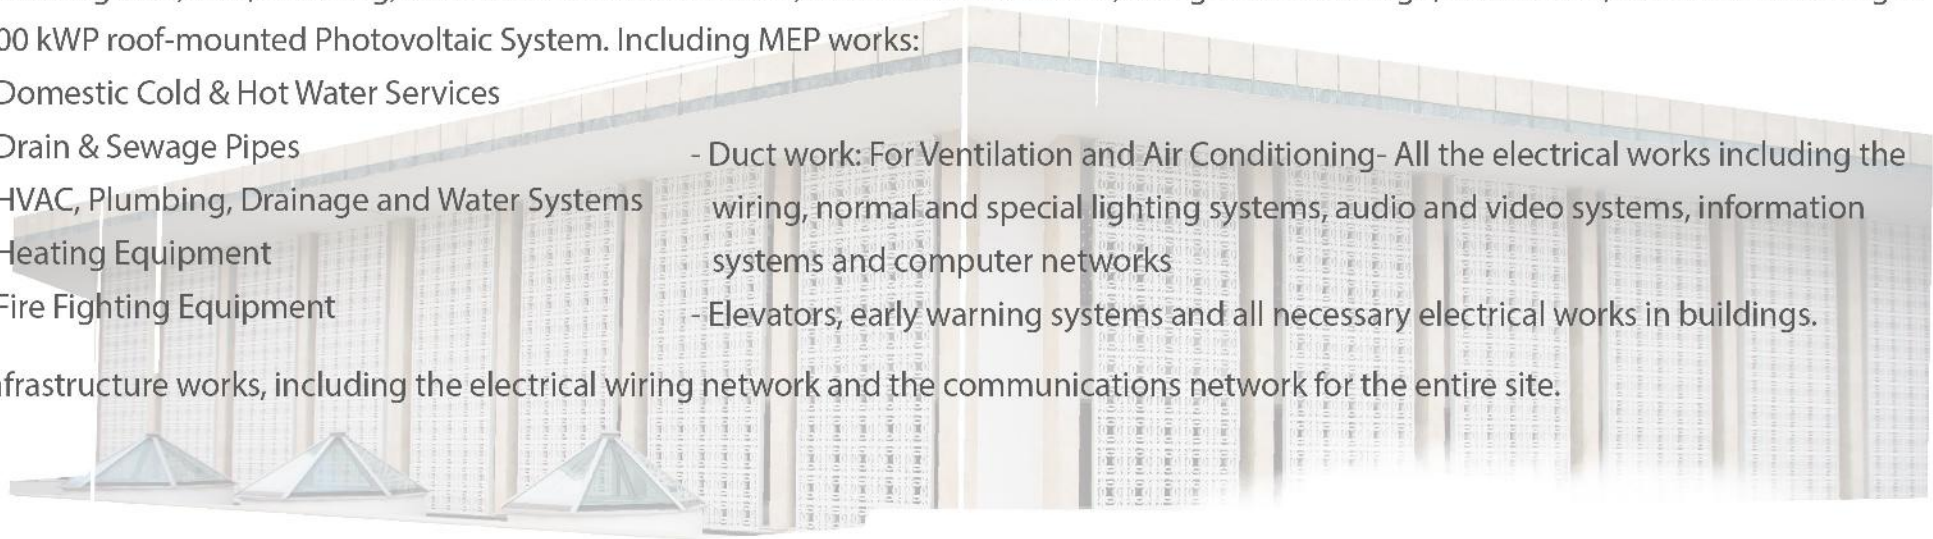 00 kWP roof-mounted Photovoltaic System. Including MEP works:
Domestic Cold & Hot Water Services
Drain & Sewage Pipes
HVAC, Plumbing, Drainage and Water Systems
Heating Equipment
Fire Fighting Equipment
- Duct work: For Ventilation and Air Conditioning- All the electrical works including the
wiring, normal and special lighting systems, audio and video systems, information
systems and computer networks
- Elevators, early warning systems and all necessary electrical works in buildings.
nfrastructure works, including the electrical wiring network and the communications network for the entire site.